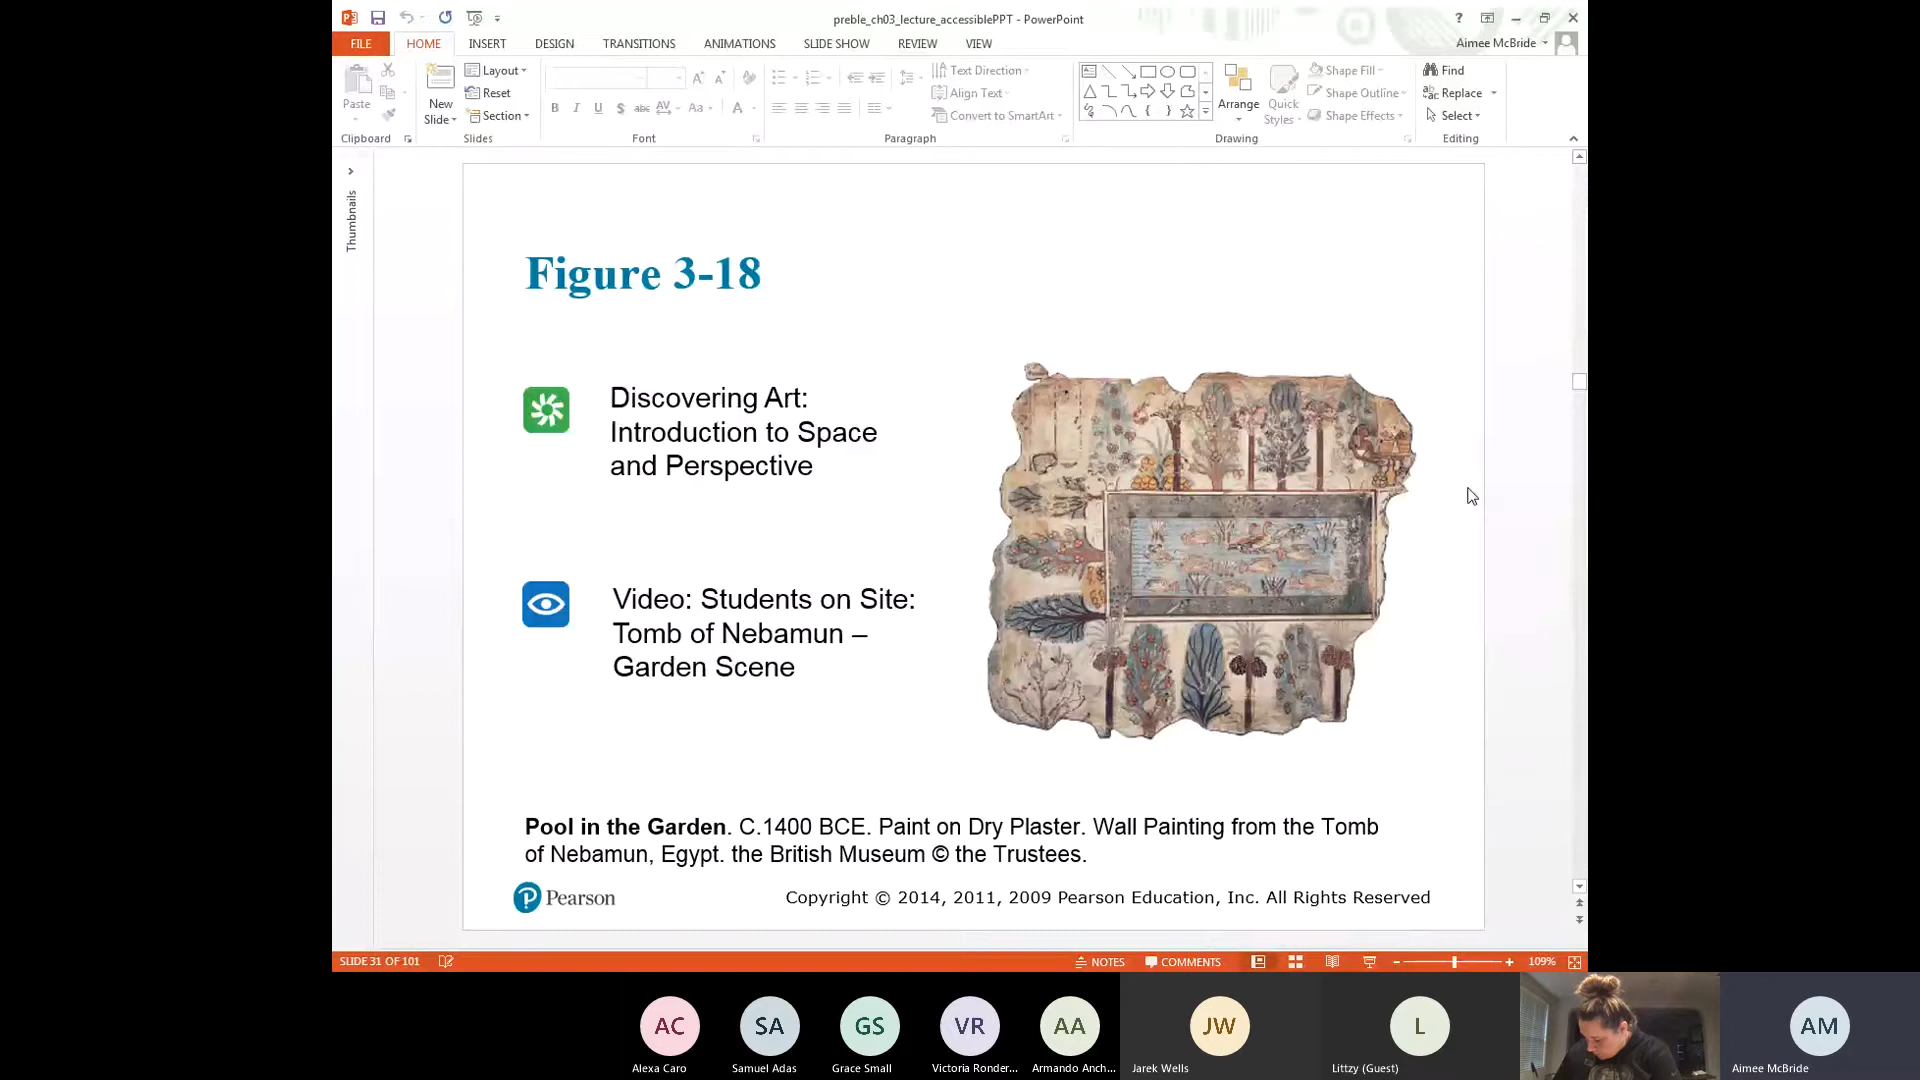 preble_ch03_lecture_accessiblePPT - PowerPoint
FILE HOME INSERT DESIGN TRANSITIONS ANIMATIONS SLIDE SHOW REVIEW VIEW
Aimee McBride
Paste
New
Slide
Layout
Reset
Section
B I U S abc AV Aa A
Text Direction
Align Text
Convert to SmartArt
Arrange
Quick
Styles
Shape Fill
Shape Outline
Shape Effects
Find
Replace
Select
Clipboard Slides Font Paragraph Drawing Editing
Thumbnails
Figure 3-18
Discovering Art:
Introduction to Space
and Perspective
Video: Students on Site:
Tomb of Nebamun –
Garden Scene
Pool in the Garden. C.1400 BCE. Paint on Dry Plaster. Wall Painting from the Tomb
of Nebamun, Egypt. the British Museum © the Trustees.
Pearson
Copyright © 2014, 2011, 2009 Pearson Education, Inc. All Rights Reserved
SLIDE 31 OF 101
NOTES COMMENTS 109%
AC SA GS VR AA JW L AM
Alexa Caro Samuel Adas Grace Small Victoria Ronder... Armando Anch... Jarek Wells Littzy (Guest) Aimee McBride